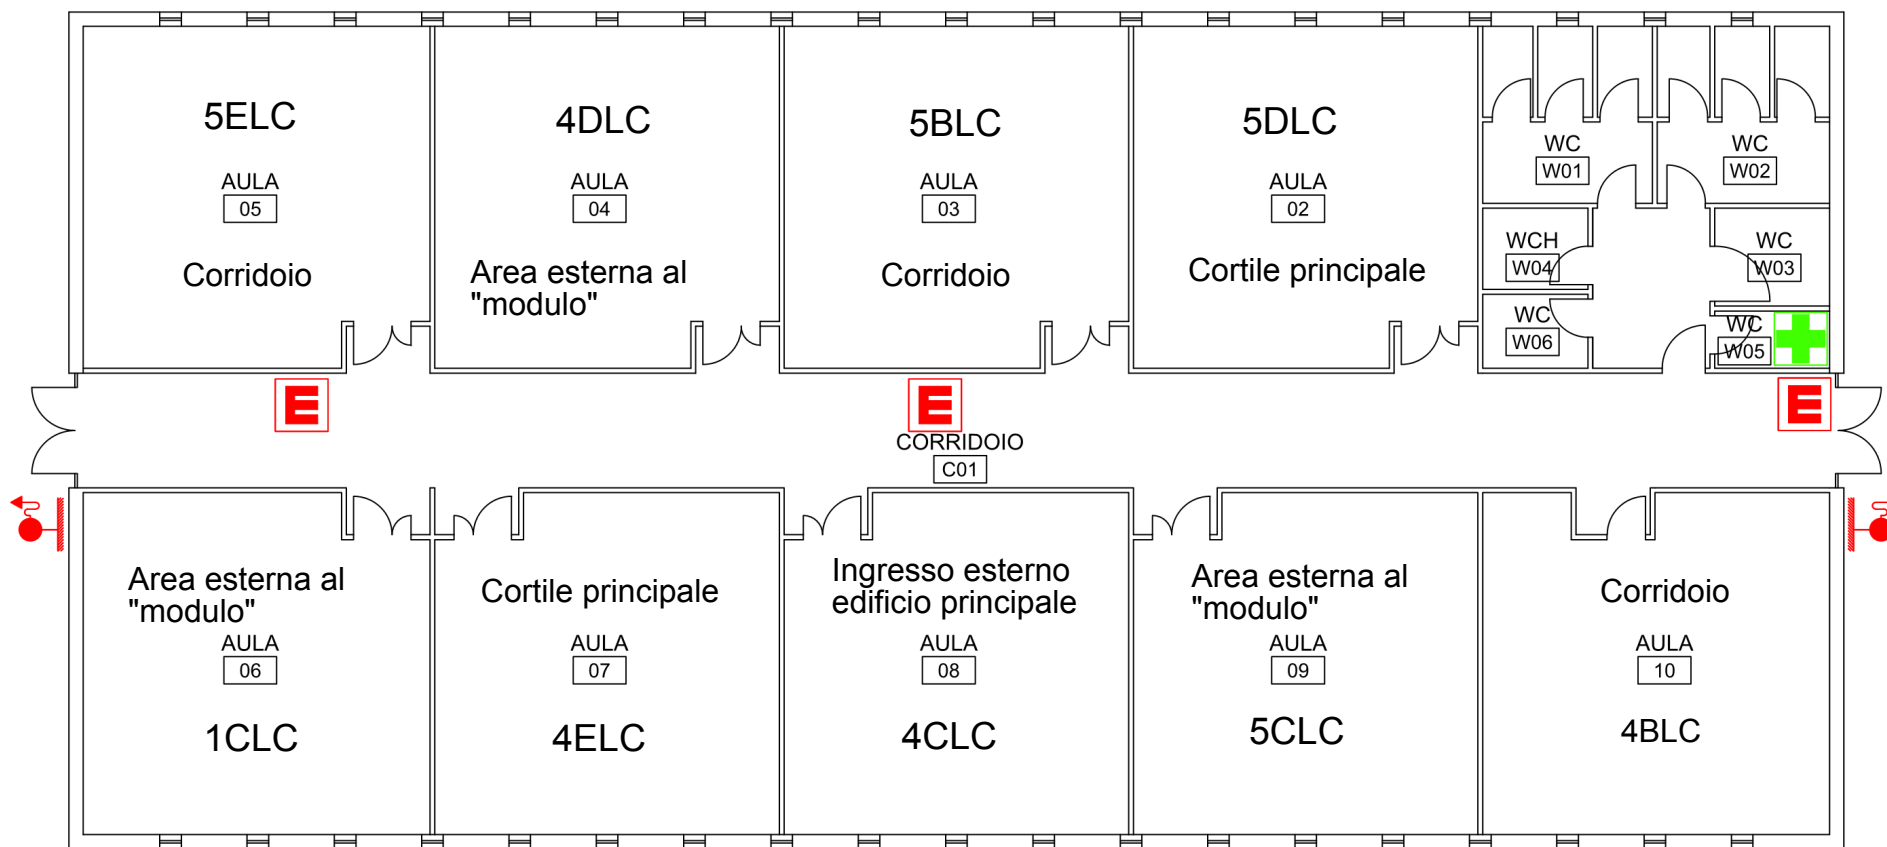 5ELC
AULA
05
Corridoio
4DLC
AULA
04
Area esterna al
"modulo"
5BLC
AULA
03
Corridoio
5DLC
AULA
02
Cortile principale
WC
W01
WC
W02
WCH
W04
WC
W03
WC
W06
WC
W05
E
E
E
CORRIDOIO
C01
Area esterna al
"modulo"
AULA
06
1CLC
Cortile principale
AULA
07
4ELC
Ingresso esterno
edificio principale
AULA
08
4CLC
Area esterna al
"modulo"
AULA
09
5CLC
Corridoio
AULA
10
4BLC